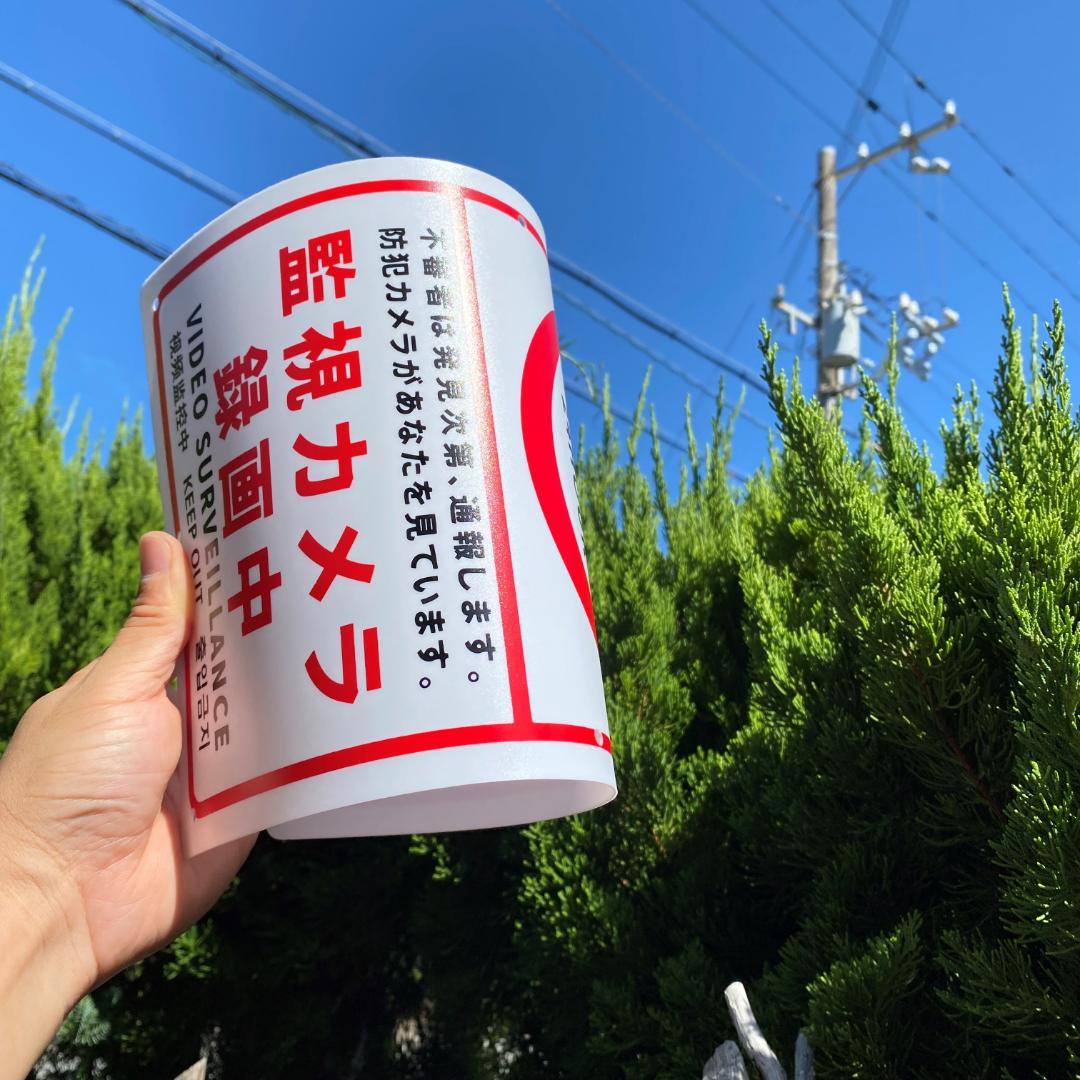 不審者は発見次第、通報します。
防犯カメラがあなたを見ています。
監視カメラ
録画中
VIDEO SURVEILLANCE
视频监控中 KEEP OUT 출입금지